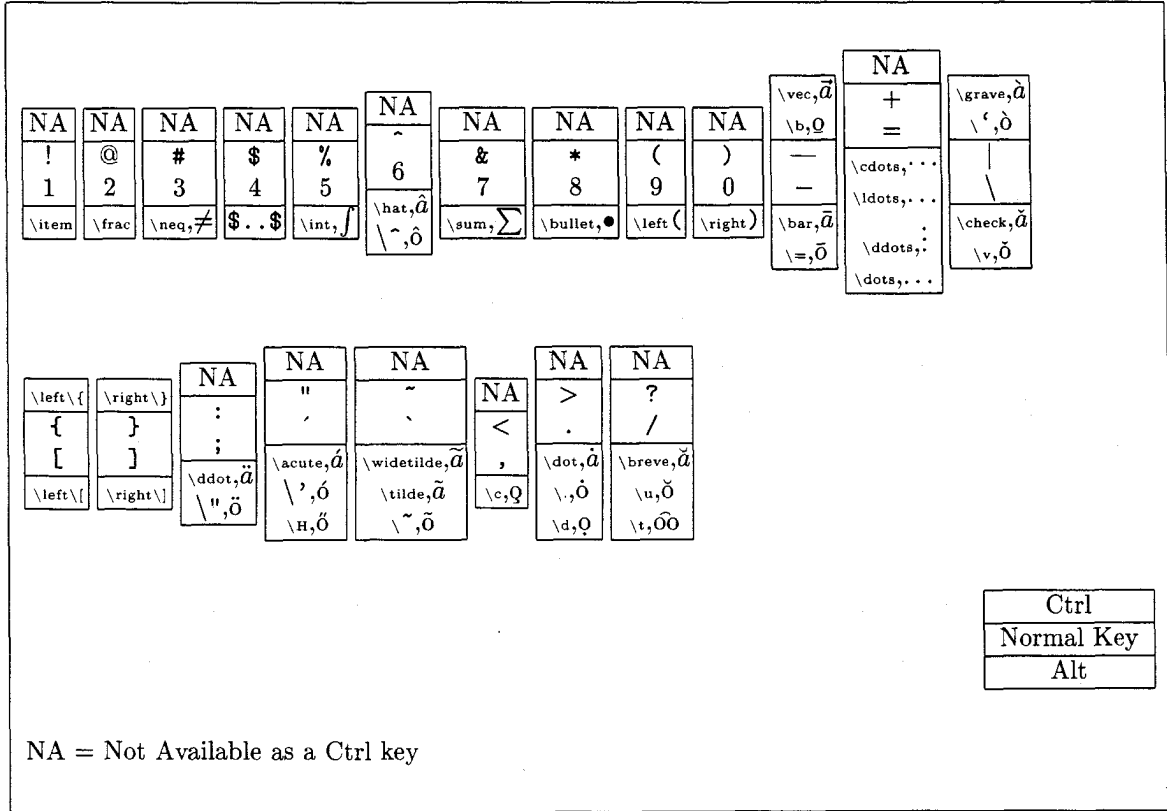 NA NA NA NA NA NA NA NA NA NA \vec,a⃗ NA \grave,à
! @ # $ % ^ & * ( ) \b,o̲ + \`,ò
1 2 3 4 5 6 7 8 9 0 — = |
\item \frac \neq,≠ $..$ \int,∫ \hat,â \sum,∑ \bullet,• \left( \right) - \cdots,⋯ \
\^,ô \bar,ā \ldots,... \check,ǎ
\=,ō \ddots,⋱ \v,ǒ
\dots,...
\left\{ \right\} NA NA NA NA NA NA
{ } : " ~ < > ?
[ ] ; ´ ` , . /
\left\[ \right\] \ddot,ä \acute,á \widetilde,ã \c,o̧ \dot,ȧ \breve,ă
\",ö \',ó \tilde,ã \.,ȯ \u,ŏ
\H,ő \~,õ \d,ọ \t,o͡o
Ctrl
Normal Key
Alt
NA = Not Available as a Ctrl key